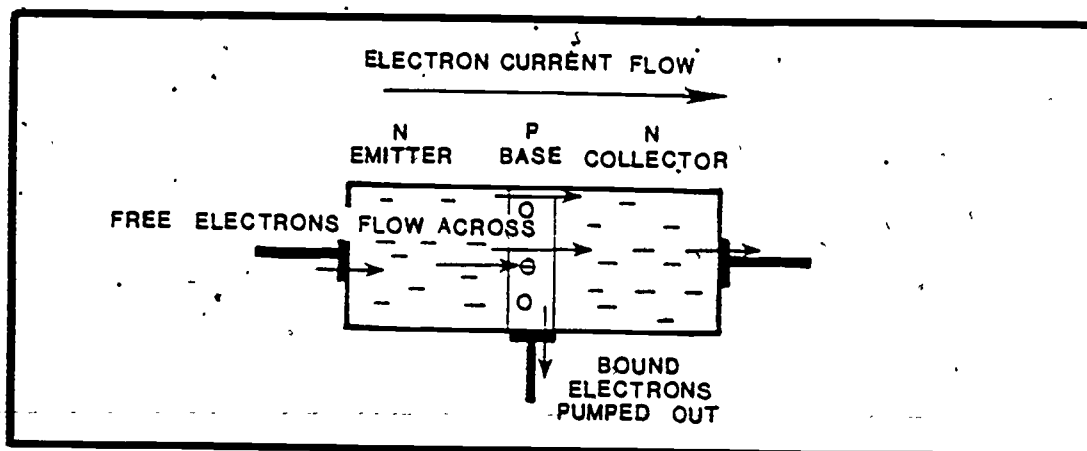 ELECTRON CURRENT FLOW
N P N
EMITTER BASE COLLECTOR
FREE ELECTRONS FLOW ACROSS
BOUND
ELECTRONS
PUMPED OUT